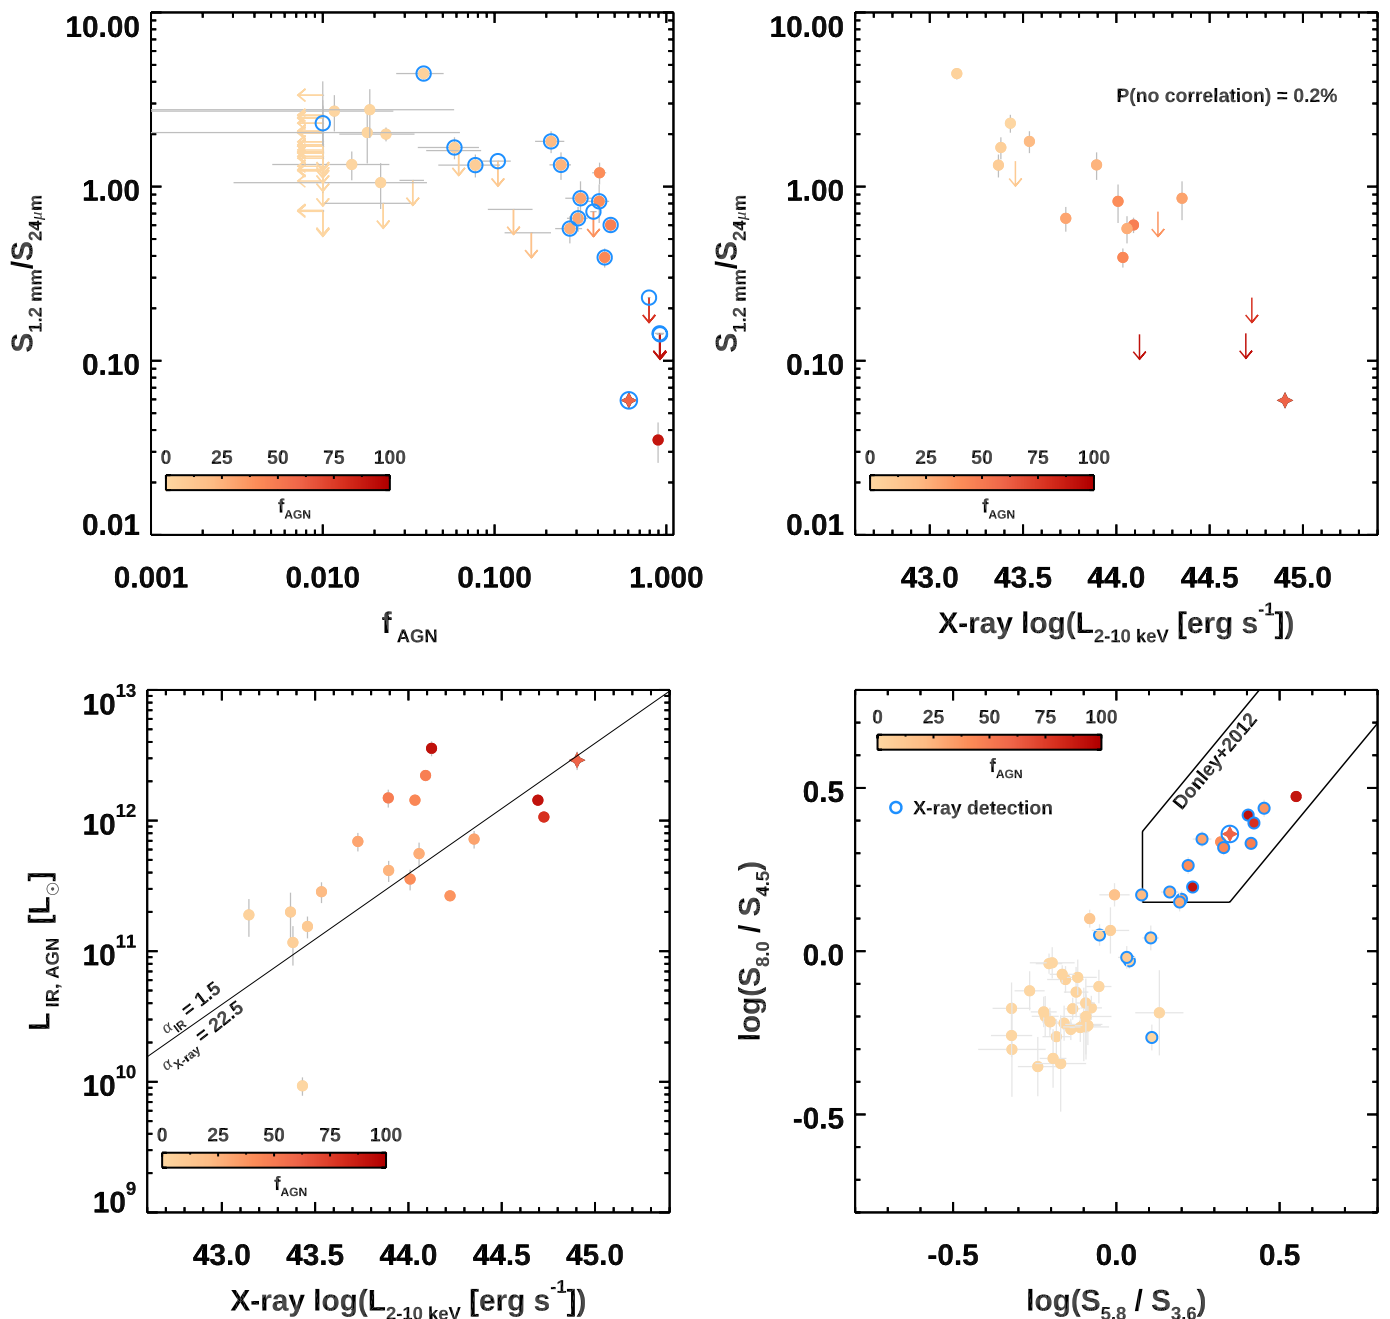 10.00
1.00
0.10
0.01
S1.2 mm/S24μm
0 25 50 75 100
fAGN
0.001 0.010 0.100 1.000
f AGN
10.00
1.00
0.10
0.01
S1.2 mm/S24μm
P(no correlation) = 0.2%
0 25 50 75 100
fAGN
43.0 43.5 44.0 44.5 45.0
X-ray log(L2-10 keV [erg s-1])
10^13
10^12
10^11
10^10
10^9
LIR, AGN [L☉]
αIR = 1.5
αX-ray = 22.5
0 25 50 75 100
fAGN
43.0 43.5 44.0 44.5 45.0
X-ray log(L2-10 keV [erg s-1])
0 25 50 75 100
fAGN
X-ray detection
Donley+2012
0.5
0.0
-0.5
log(S8.0 / S4.5)
-0.5 0.0 0.5
log(S5.8 / S3.6)